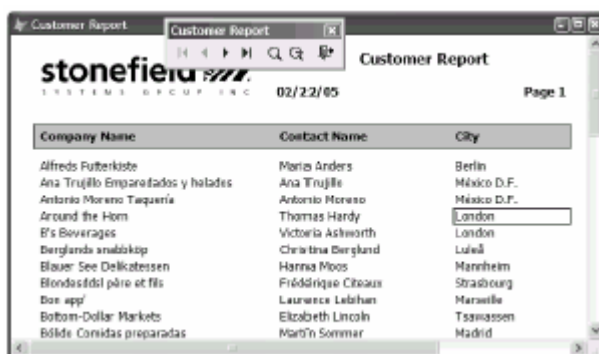 Customer Report
Customer Report
stonefield
SYSTEMS GROUP INC
Customer Report
02/22/05
Page 1
Company Name Contact Name City
Alfreds Futterkiste Maria Anders Berlin
Ana Trujillo Emparedados y helados Ana Trujillo México D.F.
Antonio Moreno Taquería Antonio Moreno México D.F.
Around the Horn Thomas Hardy London
B's Beverages Victoria Ashworth London
Berglunds snabbköp Christina Berglund Luleå
Blauer See Delikatessen Hanna Moos Mannheim
Blondesddsl père et fils Frédérique Citeaux Strasbourg
Bon app' Laurence Lebihan Marseille
Bottom-Dollar Markets Elizabeth Lincoln Tsawassen
Bólido Comidas preparadas Martín Sommer Madrid